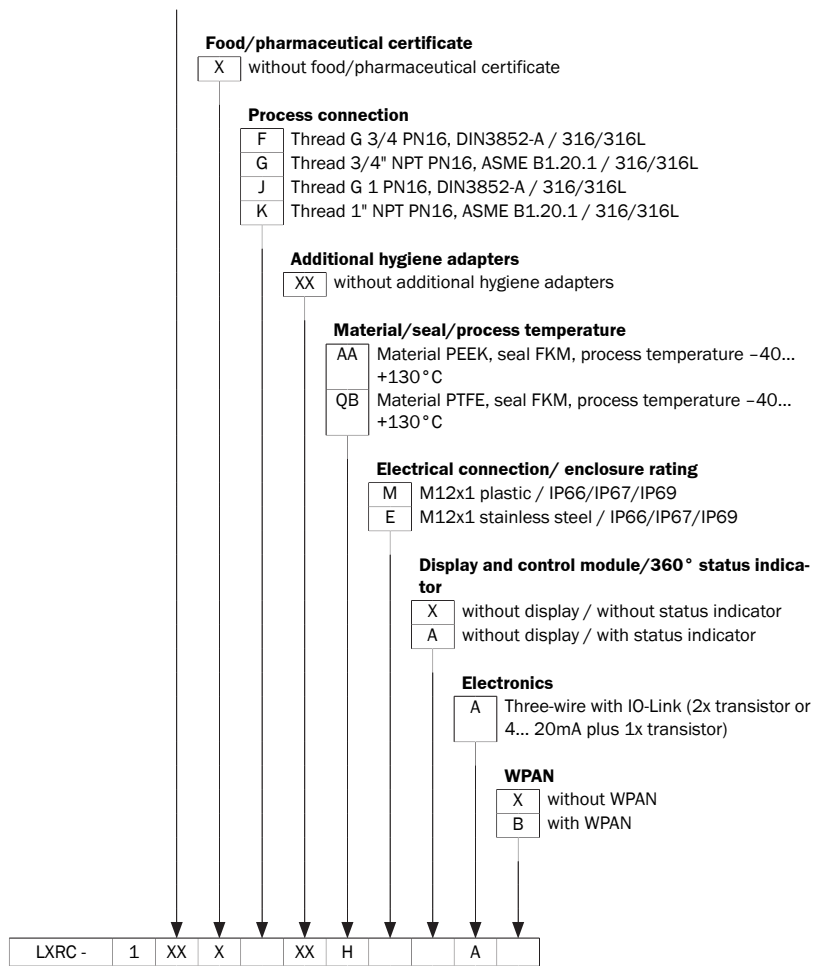 Food/pharmaceutical certificate
X without food/pharmaceutical certificate
Process connection
F Thread G 3/4 PN16, DIN3852-A / 316/316L
G Thread 3/4" NPT PN16, ASME B1.20.1 / 316/316L
J Thread G 1 PN16, DIN3852-A / 316/316L
K Thread 1" NPT PN16, ASME B1.20.1 / 316/316L
Additional hygiene adapters
XX without additional hygiene adapters
Material/seal/process temperature
AA Material PEEK, seal FKM, process temperature –40...
+130°C
QB Material PTFE, seal FKM, process temperature –40...
+130°C
Electrical connection/ enclosure rating
M M12x1 plastic / IP66/IP67/IP69
E M12x1 stainless steel / IP66/IP67/IP69
Display and control module/360° status indica-
tor
X without display / without status indicator
A without display / with status indicator
Electronics
A Three-wire with IO-Link (2x transistor or
4... 20mA plus 1x transistor)
WPAN
X without WPAN
B with WPAN
LXRC - 1 XX X XX H A